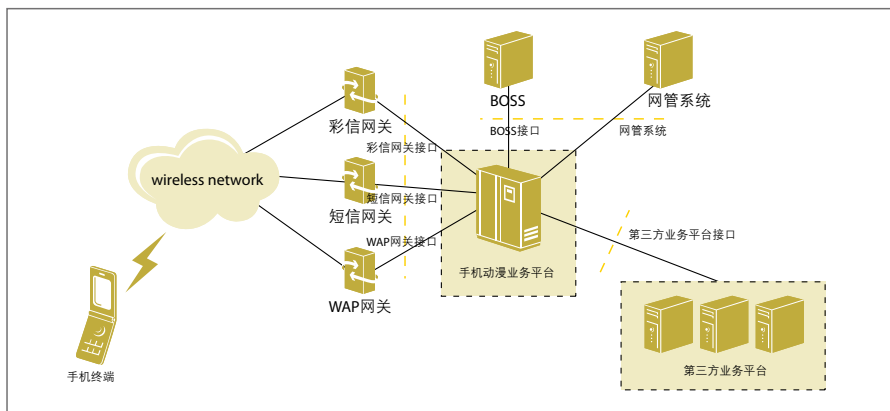 BOSS
网管系统
彩信网关
BOSS接口
网管系统
彩信网关接口
wireless network
短信网关接口
短信网关
WAP网关接口
第三方业务平台接口
手机动漫业务平台
WAP网关
手机终端
第三方业务平台